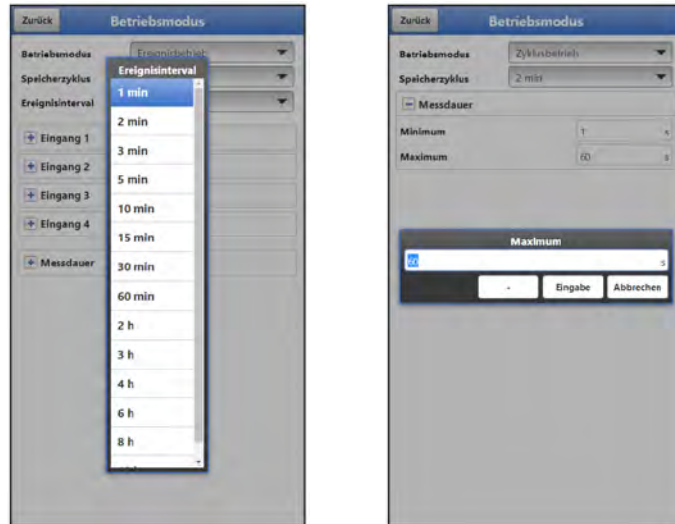 Zurück
Betriebsmodus
Betriebsmodus
Ereignisbetrieb
Speicherzyklus
Ereignisinterval
Ereignisinterval
1 min
2 min
3 min
5 min
10 min
15 min
30 min
60 min
2 h
3 h
4 h
6 h
8 h
Eingang 1
Eingang 2
Eingang 3
Eingang 4
Messdauer
Zurück
Betriebsmodus
Betriebsmodus
Zyklusbetrieb
Speicherzyklus
2 min
Messdauer
Minimum
1 s
Maximum
60 s
Maximum
60 s
- Eingabe Abbrechen